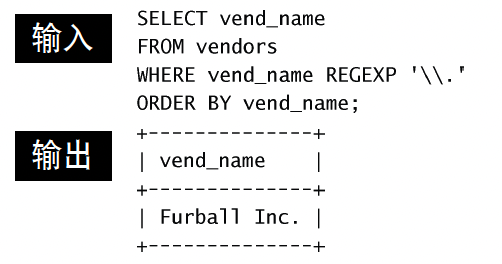 输入
SELECT vend_name
FROM vendors
WHERE vend_name REGEXP '\\.'
ORDER BY vend_name;
输出
+--------------+
| vend_name    |
+--------------+
| Furball Inc. |
+--------------+